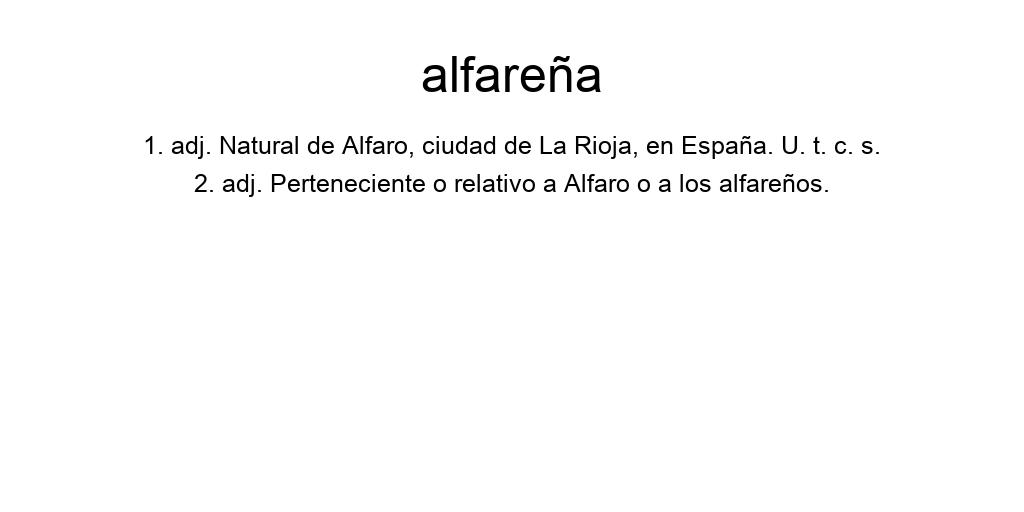 alfareña
1. adj. Natural de Alfaro, ciudad de La Rioja, en España. U. t. c. s.
2. adj. Perteneciente o relativo a Alfaro o a los alfareños.